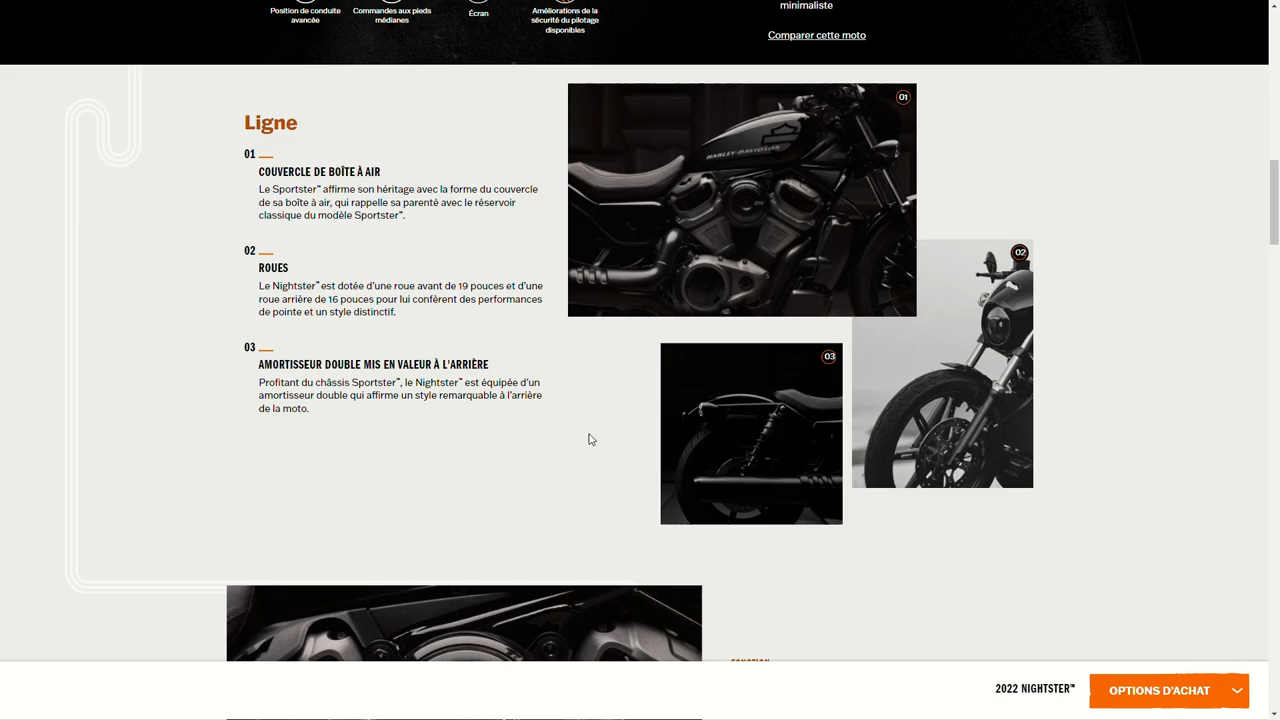 Position de conduite
avancée
Commandes aux pieds
médianes
Écran
Améliorations de la
sécurité du pilotage
disponibles
minimaliste
Comparer cette moto
Ligne
01
COUVERCLE DE BOÎTE À AIR
Le Sportster™ affirme son héritage avec la forme du couvercle
de sa boîte à air, qui rappelle sa parenté avec le réservoir
classique du modèle Sportster™.
02
ROUES
Le Nightster™ est dotée d'une roue avant de 19 pouces et d'une
roue arrière de 16 pouces pour lui confèrent des performances
de pointe et un style distinctif.
03
AMORTISSEUR DOUBLE MIS EN VALEUR À L'ARRIÈRE
Profitant du châssis Sportster™, le Nightster™ est équipée d'un
amortisseur double qui affirme un style remarquable à l'arrière
de la moto.
01
HARLEY-DAVIDSON
02
03
FONCTION
2022 NIGHTSTER™
OPTIONS D'ACHAT